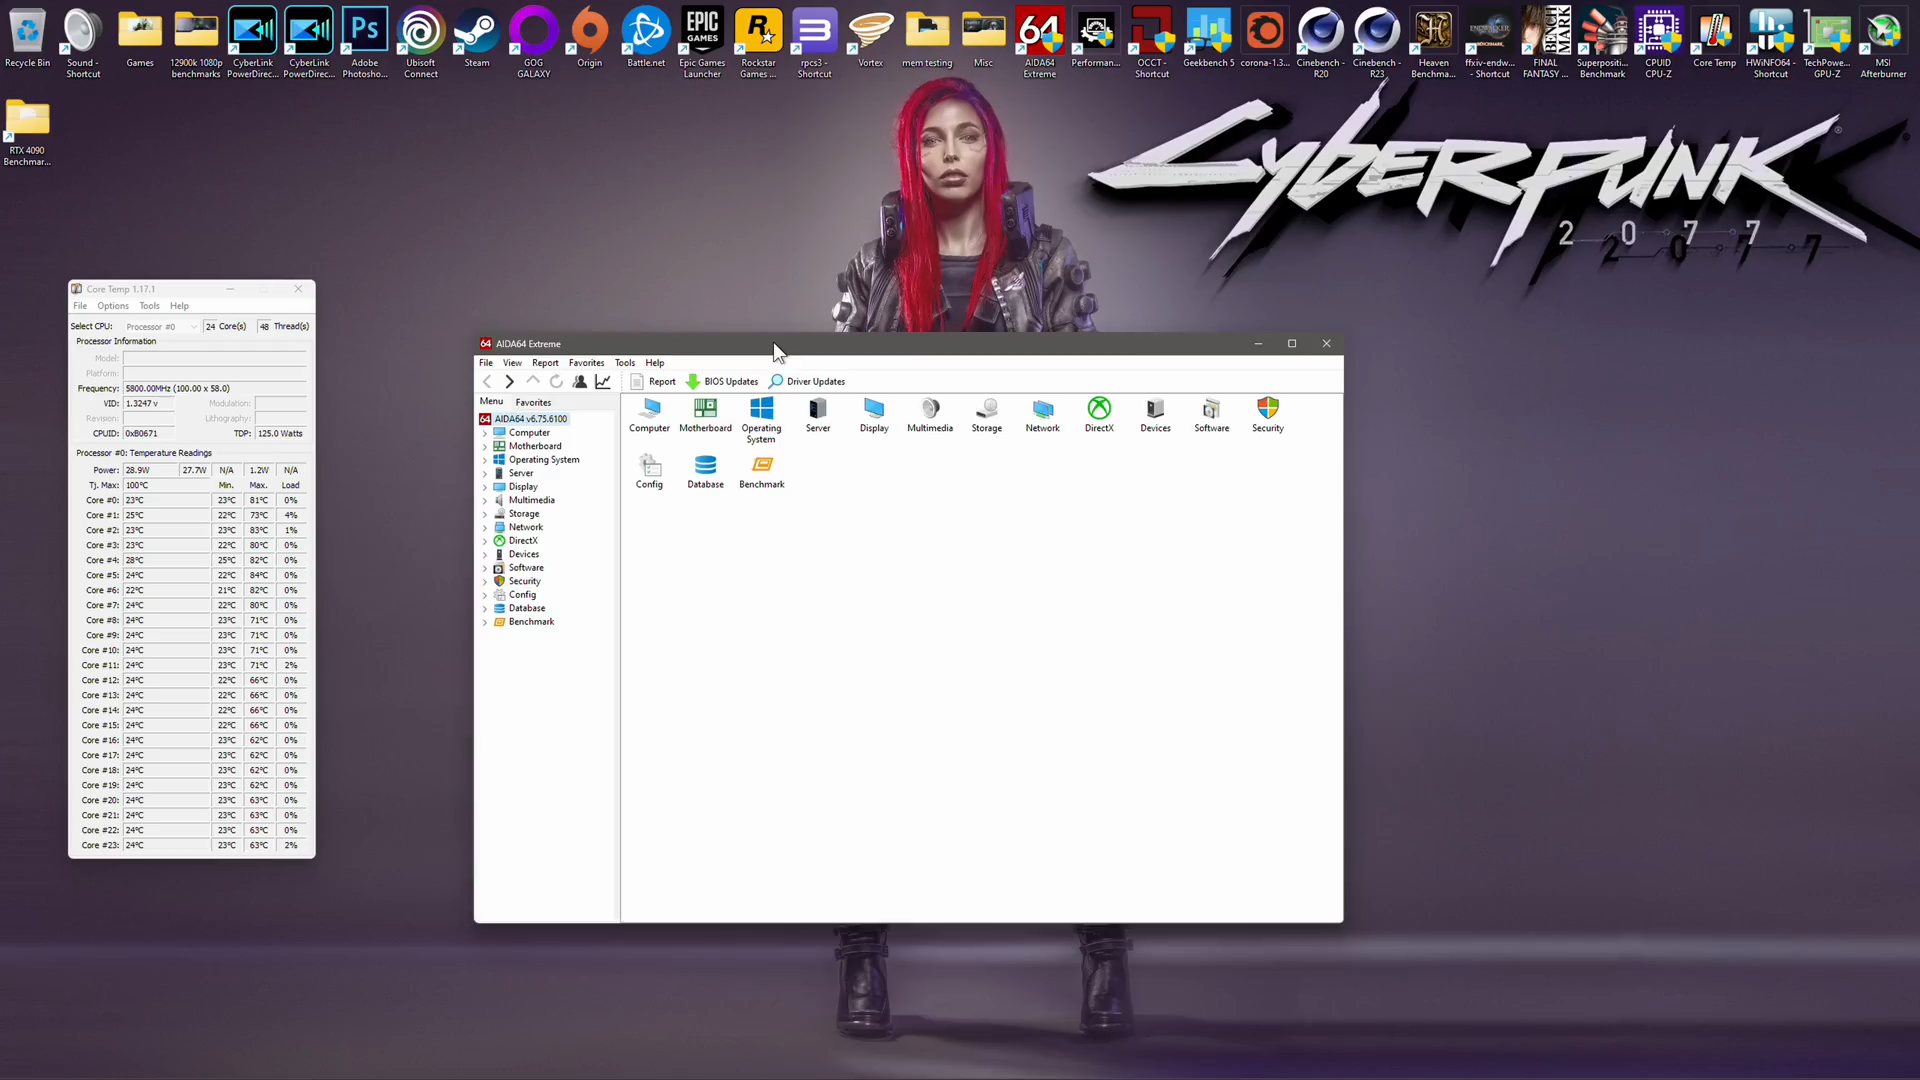 Recycle Bin
Sound - Shortcut
Games
12900k 1080p benchmarks
CyberLink PowerDirec...
CyberLink PowerDirec...
Adobe Photosho...
Ubisoft Connect
Steam
GOG GALAXY
Origin
Battle.net
EPIC GAMES
Epic Games Launcher
Rockstar Games ...
rpcs3 - Shortcut
Vortex
mem testing
Misc
64
AIDA64 Extreme
Performan...
OCCT - Shortcut
Geekbench 5
corona-1.3...
Cinebench - R20
Cinebench - R23
Heaven Benchma...
ffxiv-endw... - Shortcut
FINAL FANTASY ...
Superpositi... Benchmark
CPUID CPU-Z
Core Temp
HWiNFO64 - Shortcut
TechPowe... GPU-Z
MSI Afterburner
RTX 4090 Benchmar...
Cyberpunk
2077
Core Temp 1.17.1
File Options Tools Help
Select CPU: Processor #0 24 Core(s) 48 Thread(s)
Processor Information
Model:
Platform:
Frequency: 5800.00MHz (100.00 x 58.0)
VID: 1.3247 v Modulation:
Revision: Lithography:
CPUID: 0xB0671 TDP: 125.0 Watts
Processor #0: Temperature Readings
Power: 28.9W 27.7W N/A 1.2W N/A
Tj. Max: 100°C Min. Max. Load
Core #0: 23°C 23°C 81°C 0%
Core #1: 25°C 22°C 73°C 4%
Core #2: 23°C 23°C 83°C 1%
Core #3: 23°C 22°C 80°C 0%
Core #4: 28°C 25°C 82°C 0%
Core #5: 24°C 22°C 84°C 0%
Core #6: 22°C 21°C 82°C 0%
Core #7: 24°C 22°C 80°C 0%
Core #8: 24°C 23°C 71°C 0%
Core #9: 24°C 23°C 71°C 0%
Core #10: 24°C 23°C 71°C 0%
Core #11: 24°C 23°C 71°C 2%
Core #12: 24°C 22°C 66°C 0%
Core #13: 24°C 22°C 66°C 0%
Core #14: 24°C 22°C 66°C 0%
Core #15: 24°C 22°C 66°C 0%
Core #16: 24°C 23°C 62°C 0%
Core #17: 24°C 23°C 62°C 0%
Core #18: 24°C 23°C 62°C 0%
Core #19: 24°C 23°C 62°C 0%
Core #20: 24°C 23°C 63°C 0%
Core #21: 24°C 23°C 63°C 0%
Core #22: 24°C 23°C 63°C 0%
Core #23: 24°C 23°C 63°C 2%
64 AIDA64 Extreme
File View Report Favorites Tools Help
Report BIOS Updates Driver Updates
Menu Favorites
64 AIDA64 v6.75.6100
Computer
Motherboard
Operating System
Server
Display
Multimedia
Storage
Network
DirectX
Devices
Software
Security
Config
Database
Benchmark
Computer Motherboard Operating System Server Display Multimedia Storage Network DirectX Devices Software Security
Config Database Benchmark